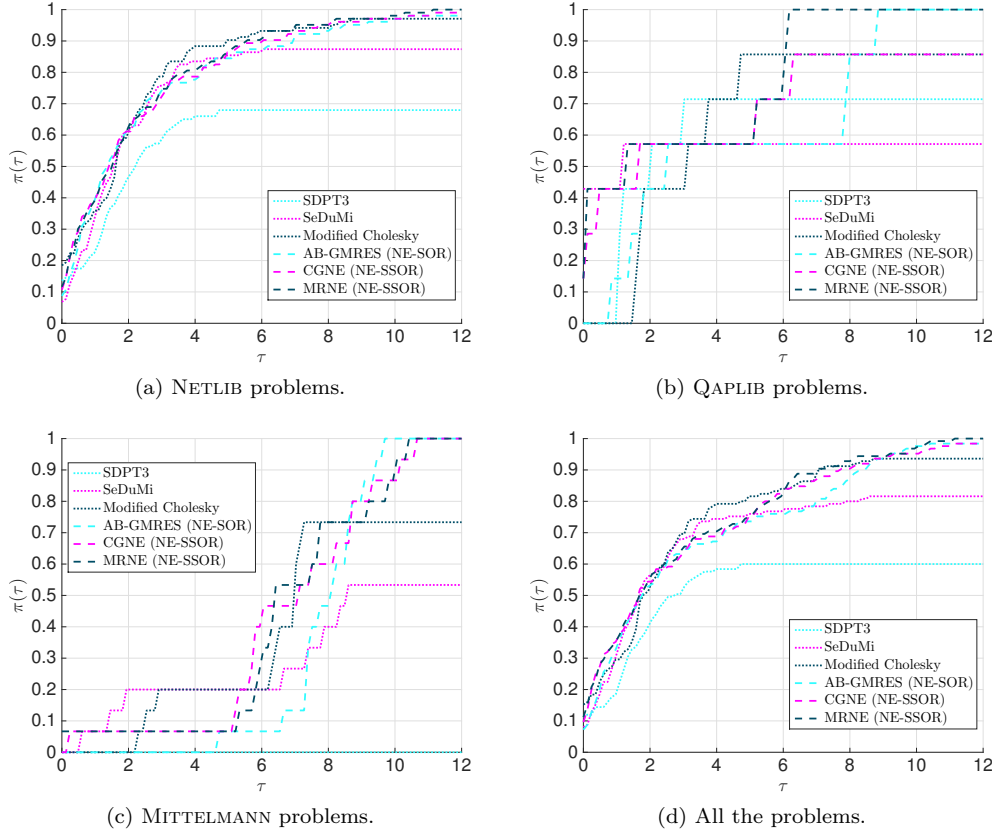 1
0.9
0.8
0.7
0.6
0.5
0.4
0.3
0.2
0.1
0
π(τ)
SDPT3
SeDuMi
Modified Cholesky
AB-GMRES (NE-SOR)
CGNE (NE-SSOR)
MRNE (NE-SSOR)
0 2 4 6 8 10 12
τ
(a) NETLIB problems.
1
0.9
0.8
0.7
0.6
0.5
0.4
0.3
0.2
0.1
0
π(τ)
SDPT3
SeDuMi
Modified Cholesky
AB-GMRES (NE-SOR)
CGNE (NE-SSOR)
MRNE (NE-SSOR)
0 2 4 6 8 10 12
τ
(b) QAPLIB problems.
1
0.9
0.8
0.7
0.6
0.5
0.4
0.3
0.2
0.1
0
π(τ)
SDPT3
SeDuMi
Modified Cholesky
AB-GMRES (NE-SOR)
CGNE (NE-SSOR)
MRNE (NE-SSOR)
0 2 4 6 8 10 12
τ
(c) MITTELMANN problems.
1
0.9
0.8
0.7
0.6
0.5
0.4
0.3
0.2
0.1
0
π(τ)
SDPT3
SeDuMi
Modified Cholesky
AB-GMRES (NE-SOR)
CGNE (NE-SSOR)
MRNE (NE-SSOR)
0 2 4 6 8 10 12
τ
(d) All the problems.